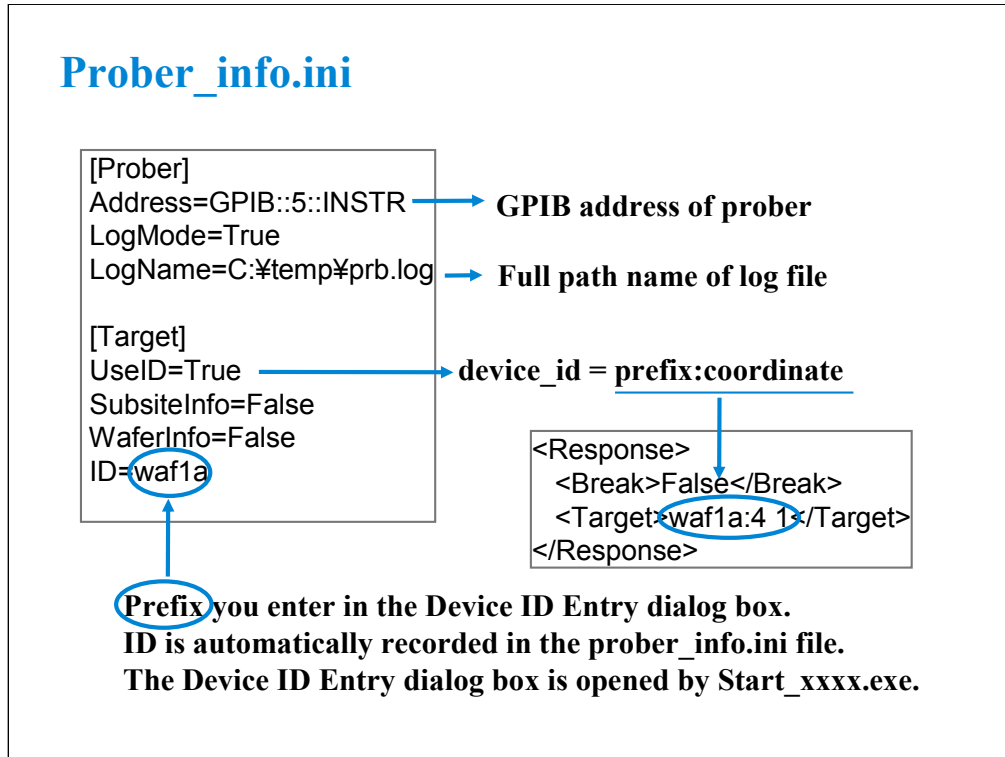 Prober_info.ini
[Prober]
Address=GPIB::5::INSTR
GPIB address of prober
LogMode=True
LogName=C:¥temp¥prb.log
Full path name of log file
[Target]
UseID=True
device_id = prefix:coordinate
SubsiteInfo=False
WaferInfo=False
ID=waf1a
<Response>
<Break>False</Break>
<Target>waf1a:4 1</Target>
</Response>
Prefix you enter in the Device ID Entry dialog box.
ID is automatically recorded in the prober_info.ini file.
The Device ID Entry dialog box is opened by Start_xxxx.exe.